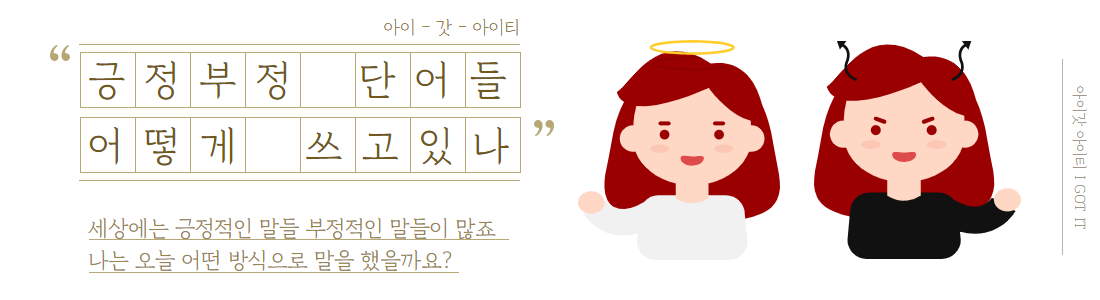 아이 - 갓 - 아이티
“
긍정부정 단어들
어떻게 쓰고있나
”
세상에는 긍정적인 말들 부정적인 말들이 많죠
나는 오늘 어떤 방식으로 말을 했을까요?
아이갓아이티 I GOT IT